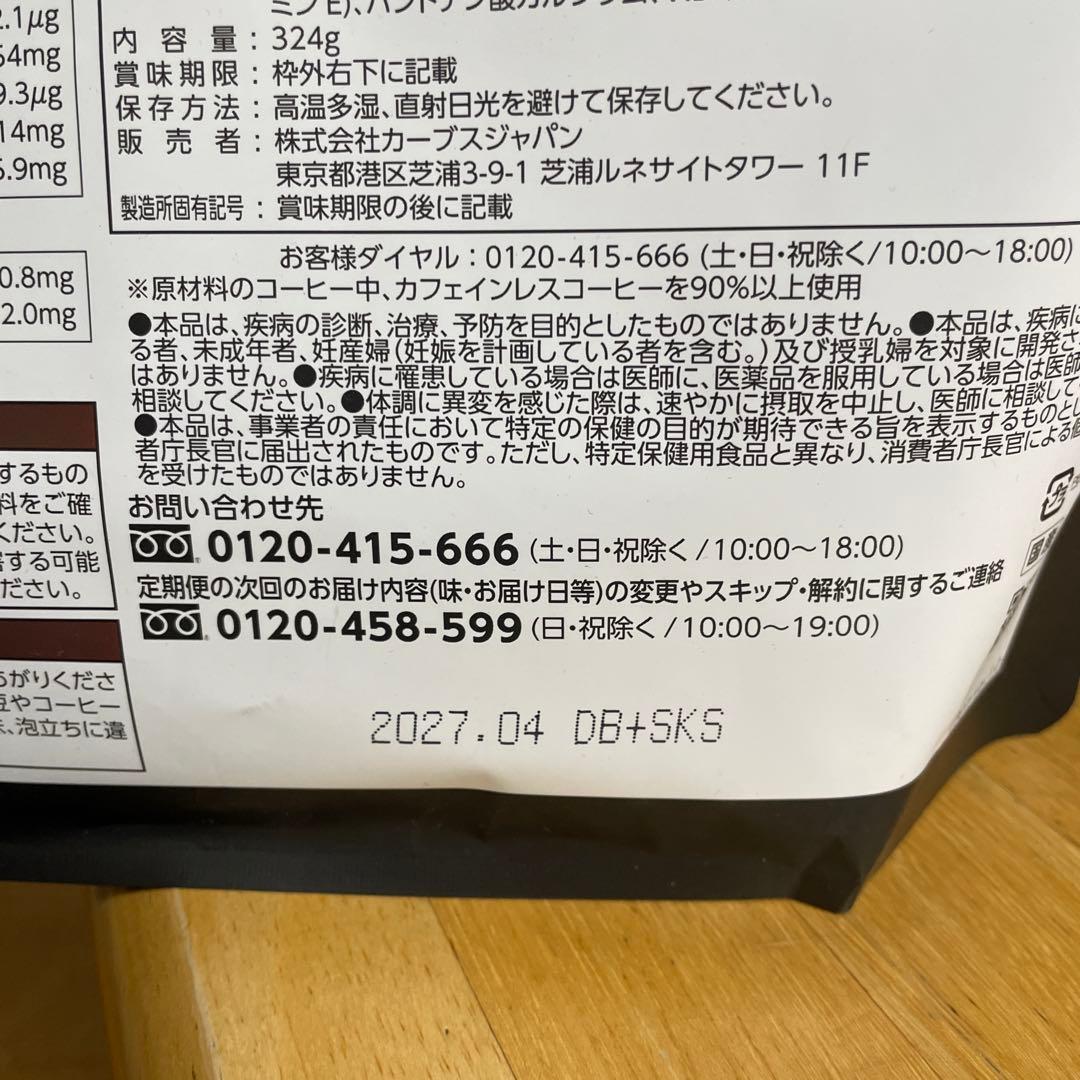 2.1μg
54mg
9.3μg
14mg
5.9mg
内容量：324g
賞味期限：枠外右下に記載
保存方法：高温多湿、直射日光を避けて保存してください。
販売者：株式会社カーブスジャパン
東京都港区芝浦3-9-1 芝浦ルネサイトタワー 11F
製造所固有記号：賞味期限の後に記載
0.8mg
2.0mg
お客様ダイヤル：0120-415-666 (土・日・祝除く/10:00～18:00)
※原材料のコーヒー中、カフェインレスコーヒーを90%以上使用
●本品は、疾病の診断、治療、予防を目的としたものではありません。●本品は、疾病に
る者、未成年者、妊産婦(妊娠を計画している者を含む。)及び授乳婦を対象に開発さ
はありません。●疾病に罹患している場合は医師に、医薬品を服用している場合は医師
相談してください。●体調に異変を感じた際は、速やかに摂取を中止し、医師に相談して
●本品は、事業者の責任において特定の保健の目的が期待できる旨を表示するものとし
者庁長官に届出されたものです。ただし、特定保健用食品と異なり、消費者庁長官による個
を受けたものではありません。
お問い合わせ先
0120-415-666 (土・日・祝除く/10:00～18:00)
定期便の次回のお届け内容(味・お届け日等)の変更やスキップ・解約に関するご連絡
0120-458-599 (日・祝除く/10:00～19:00)
するもの
料をご確
ください。
害する可能
ださい。
あがりくださ
豆やコーヒー
味、泡立ちに違
2027.04 DB+SKS